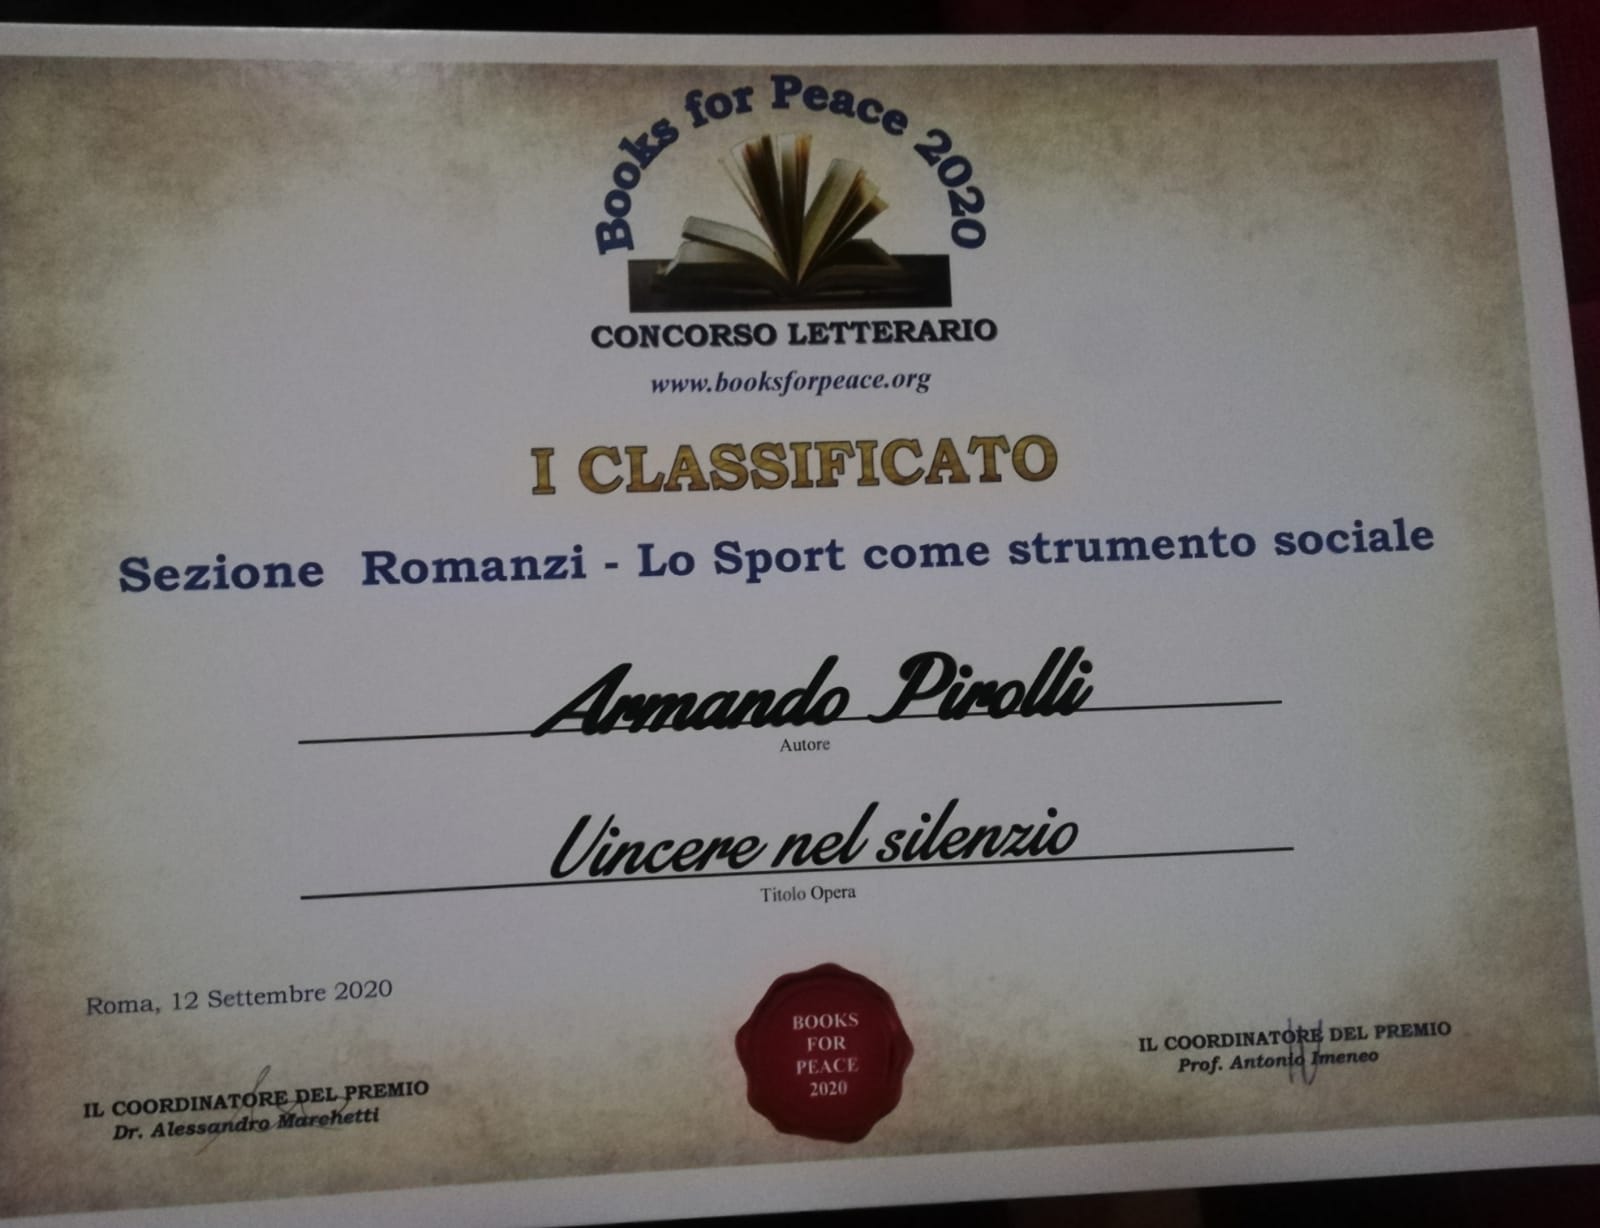 Books for Peace 2020
CONCORSO LETTERARIO
www.booksforpeace.org
I CLASSIFICATO
Sezione Romanzi - Lo Sport come strumento sociale
Armando Pirolli
Autore
Vincere nel silenzio
Titolo Opera
Roma, 12 Settembre 2020
BOOKS
FOR
PEACE
2020
IL COORDINATORE DEL PREMIO
Dr. Alessandro Marchetti
IL COORDINATORE DEL PREMIO
Prof. Antonio Imeneo